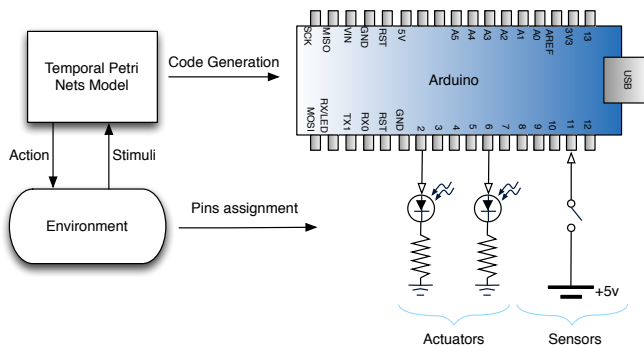 Temporal Petri
Nets Model
Code Generation
Action
Stimuli
Environment
Pins assignment
SCK
MISO
VIN
GND
RST
5V
A5
A4
A3
A2
A1
A0
AREF
3V3
13
Arduino
USB
MOSI
RX/LED
TX1
RX0
RST
GND
2
3
4
5
6
7
8
9
10
11
12
+5v
Actuators
Sensors